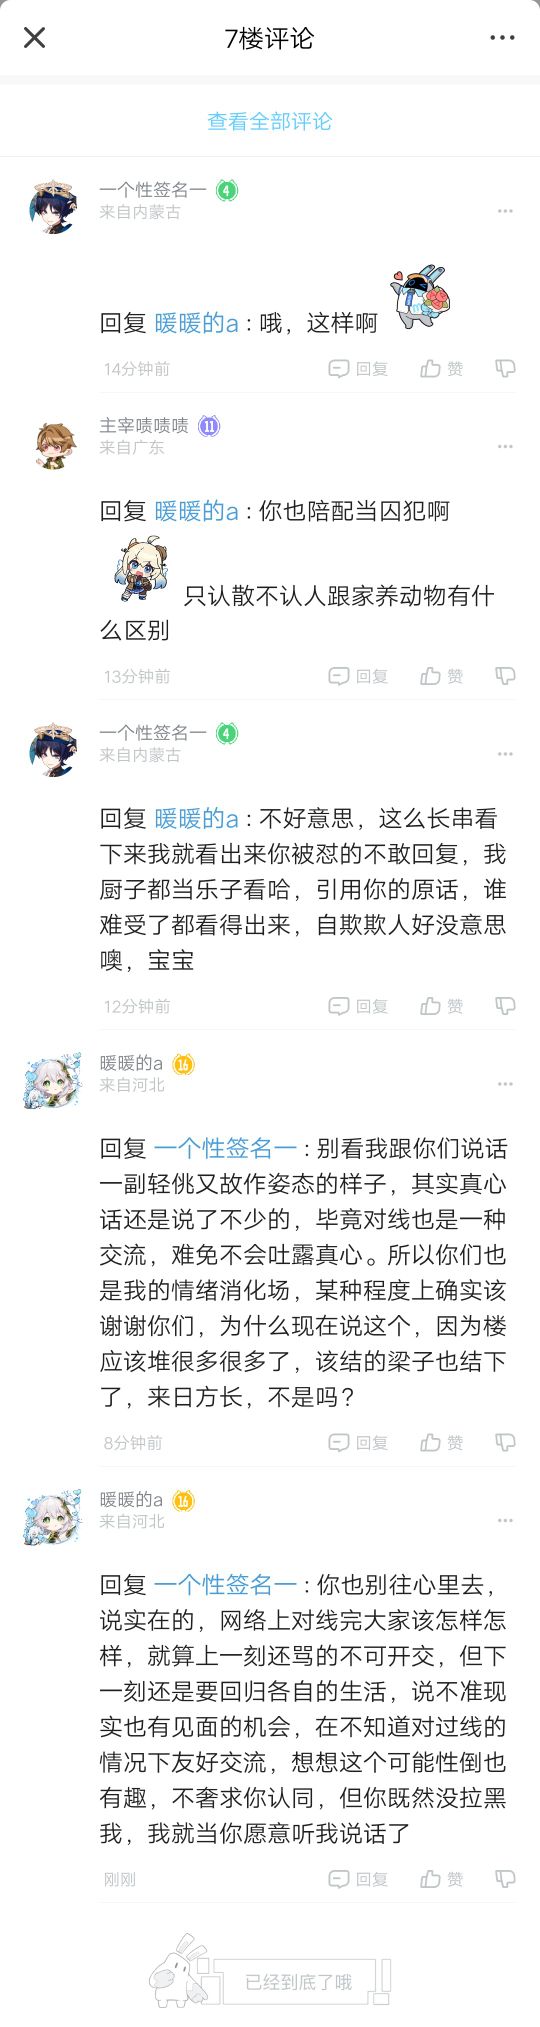 7楼评论
查看全部评论
一个性签名一 4
来自内蒙古
回复 暖暖的a : 哦，这样啊
14分钟前 回复 赞
主宰啧啧啧 11
来自广东
回复 暖暖的a : 你也陪配当囚犯啊
只认散不认人跟家养动物有什
么区别
13分钟前 回复 赞
一个性签名一 4
来自内蒙古
回复 暖暖的a : 不好意思，这么长串看
下来我就看出来你被怼的不敢回复，我
厨子都当乐子看哈，引用你的原话，谁
难受了都看得出来，自欺欺人好没意思
噢，宝宝
12分钟前 回复 赞
暖暖的a 16
来自河北
回复 一个性签名一 : 别看我跟你们说话
一副轻佻又故作姿态的样子，其实真心
话还是说了不少的，毕竟对线也是一种
交流，难免不会吐露真心。所以你们也
是我的情绪消化场，某种程度上确实该
谢谢你们，为什么现在说这个，因为楼
应该堆很多很多了，该结的梁子也结下
了，来日方长，不是吗？
8分钟前 回复 赞
暖暖的a 16
来自河北
回复 一个性签名一 : 你也别往心里去，
说实在的，网络上对线完大家该怎样怎
样，就算上一刻还骂的不可开交，但下
一刻还是要回归各自的生活，说不准现
实也有见面的机会，在不知道对过线的
情况下友好交流，想想这个可能性倒也
有趣，不奢求你认同，但你既然没拉黑
我，我就当你愿意听我说话了
刚刚 回复 赞
已经到底了哦